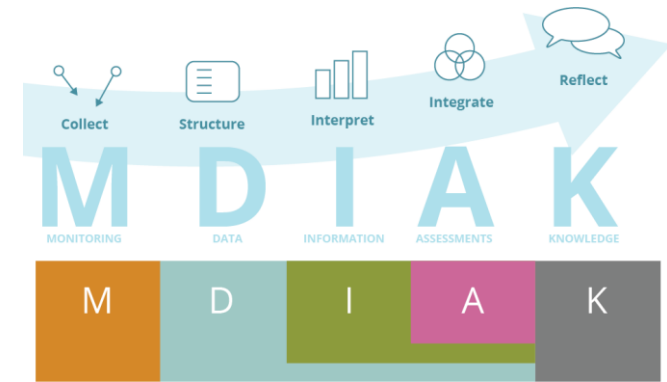 Collect
Structure
Interpret
Integrate
Reflect
M D I A K
MONITORING DATA INFORMATION ASSESSMENTS KNOWLEDGE
M D I A K